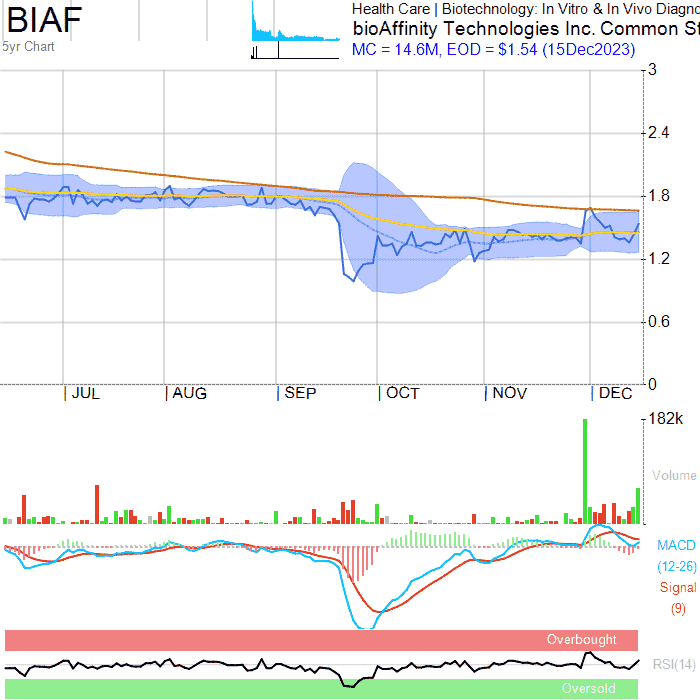 BIAF
5yr Chart
Health Care | Biotechnology: In Vitro & In Vivo Diagno
bioAffinity Technologies Inc. Common St
MC = 14.6M, EOD = $1.54 (15Dec2023)
3
2.4
1.8
1.2
0.6
0
JUL AUG SEP OCT NOV DEC
182k
Volume
MACD
(12-26)
Signal
(9)
Overbought
RSI(14)
Oversold